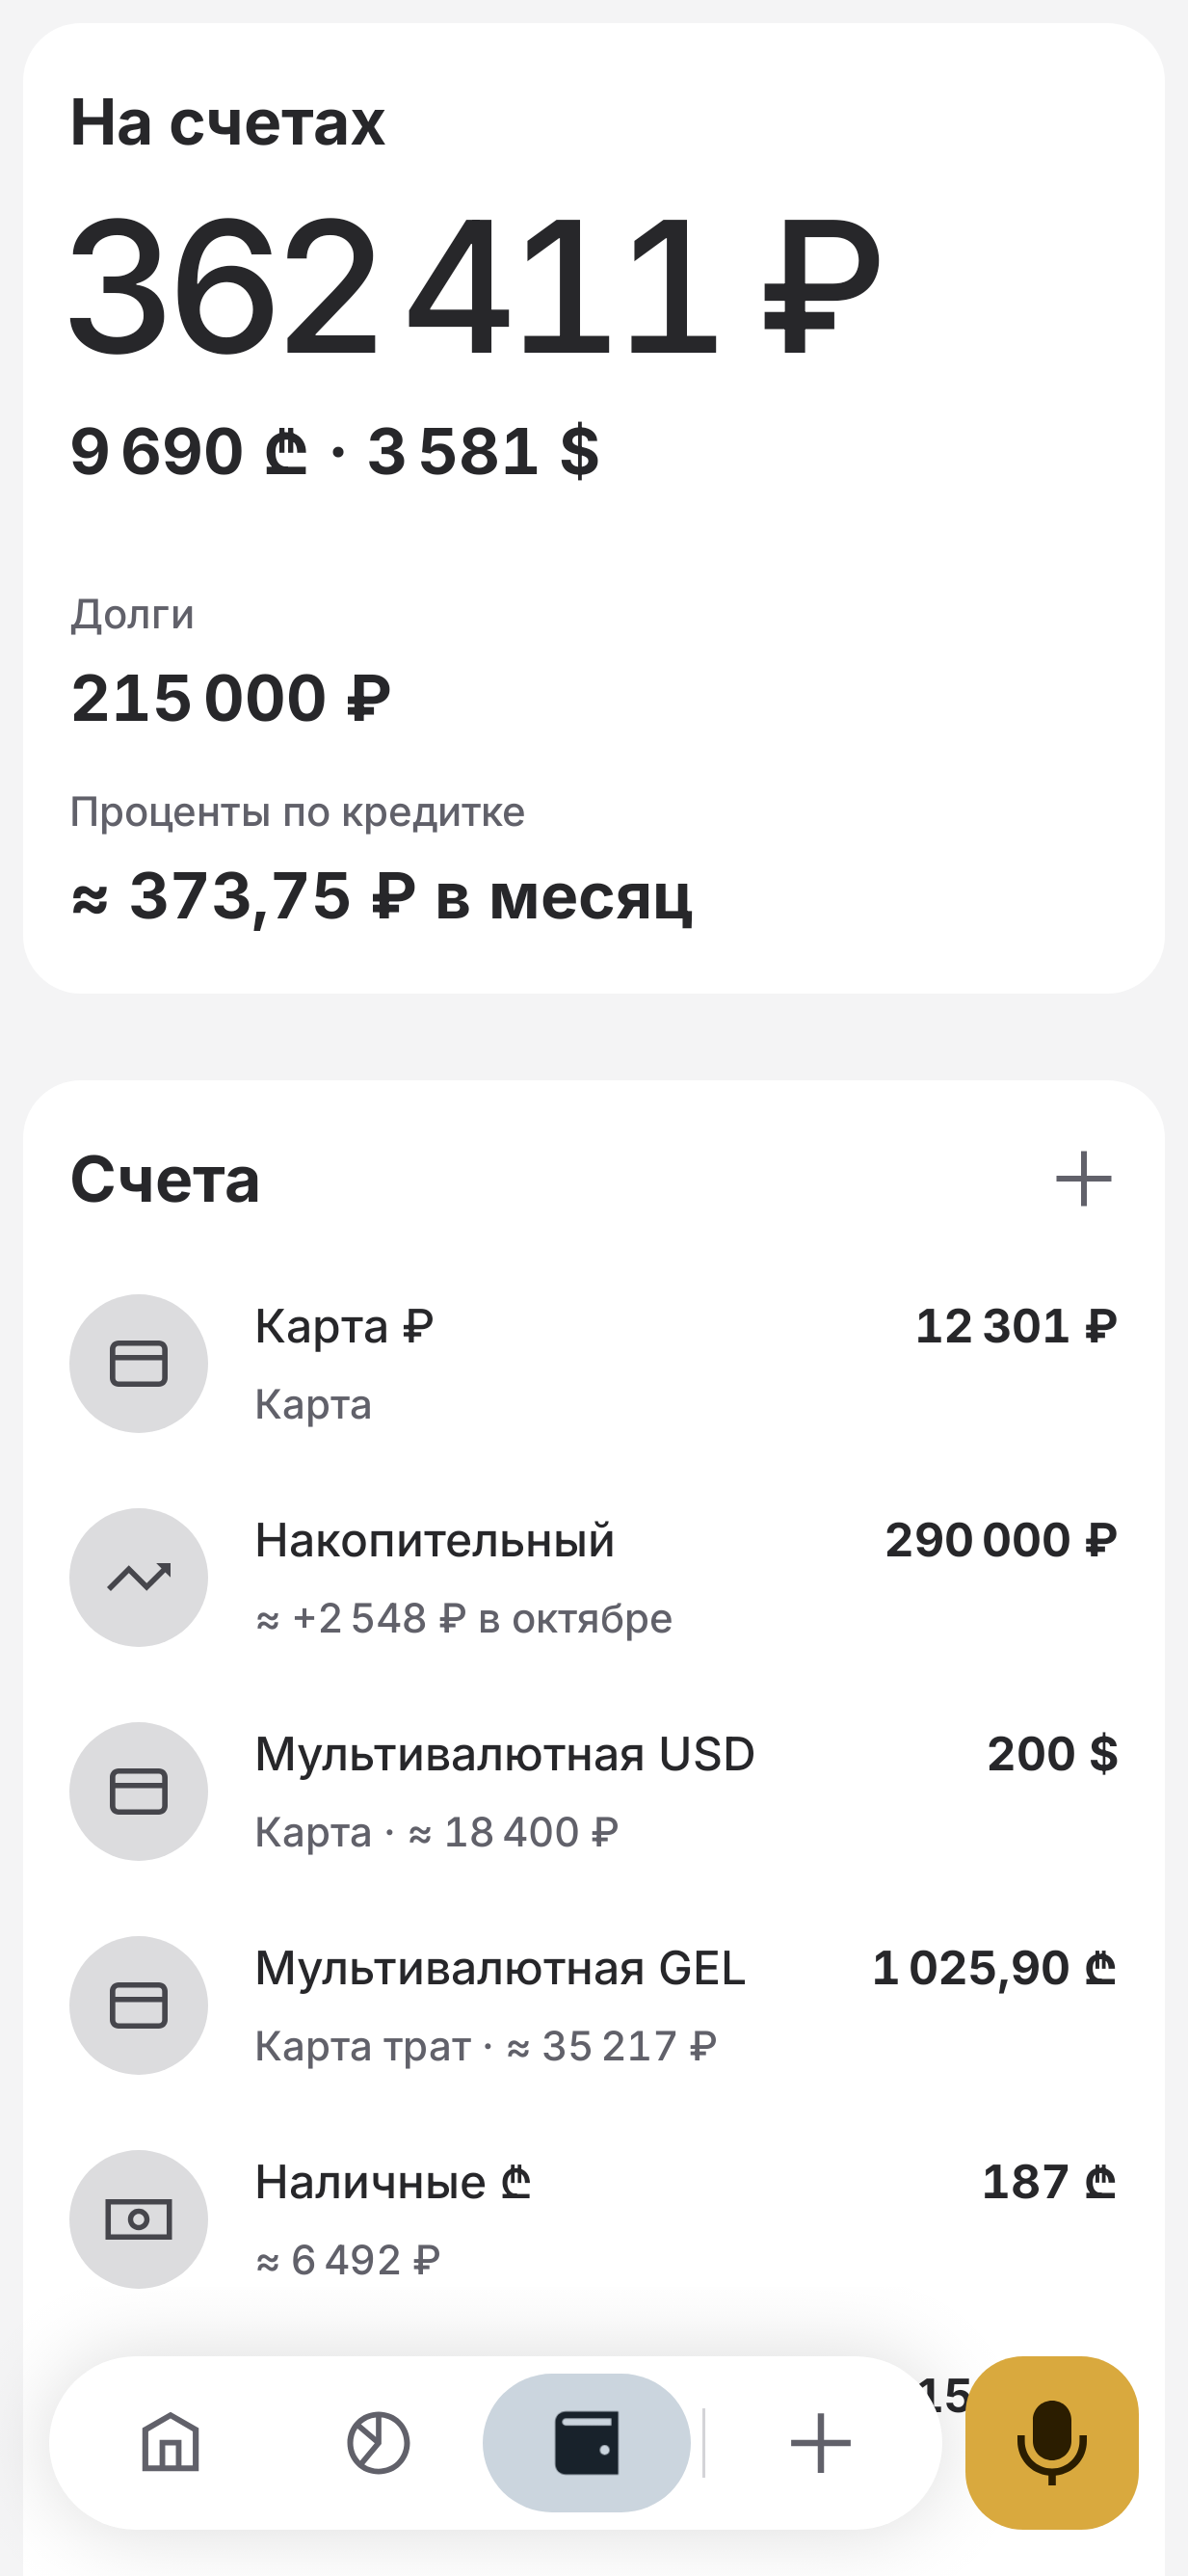 На счетах
362 411 ₽
9 690 ₾ · 3 581 $
Долги
215 000 ₽
Проценты по кредитке
≈ 373,75 ₽ в месяц
Счета
Карта ₽
12 301 ₽
Карта
Накопительный
290 000 ₽
≈ +2 548 ₽ в октябре
Мультивалютная USD
200 $
Карта · ≈ 18 400 ₽
Мультивалютная GEL
1 025,90 ₾
Карта трат · ≈ 35 217 ₽
Наличные ₾
187 ₾
≈ 6 492 ₽